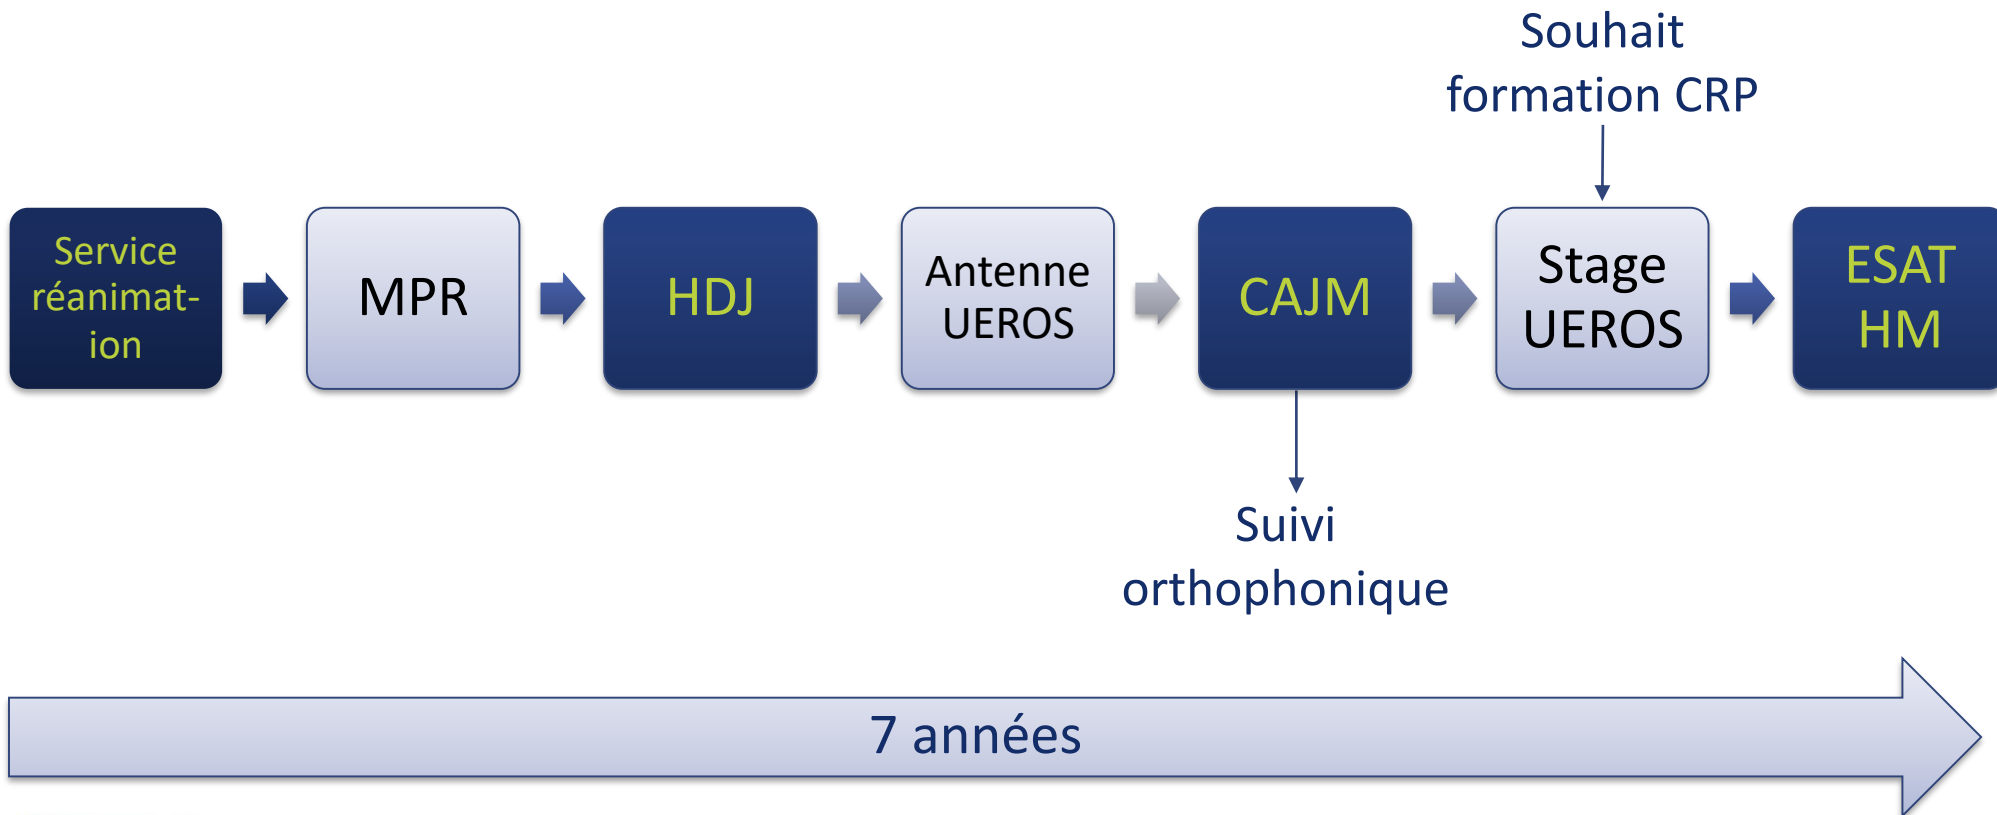 Souhait
formation CRP
Service
réanimat-
ion
MPR
HDJ
Antenne
UEROS
CAJM
Stage
UEROS
ESAT
HM
Suivi
orthophonique
7 années